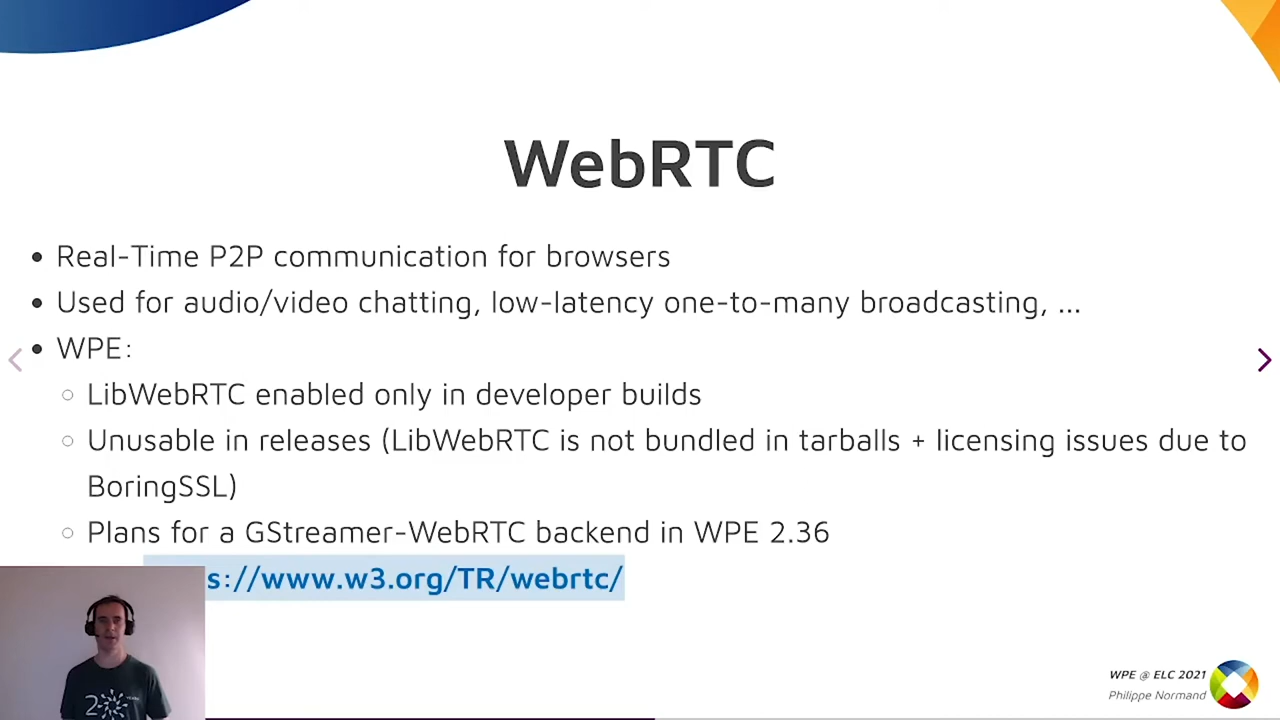 WebRTC
Real-Time P2P communication for browsers
Used for audio/video chatting, low-latency one-to-many broadcasting, ...
WPE:
LibWebRTC enabled only in developer builds
Unusable in releases (LibWebRTC is not bundled in tarballs + licensing issues due to
BoringSSL)
Plans for a GStreamer-WebRTC backend in WPE 2.36
s://www.w3.org/TR/webrtc/
WPE @ ELC 2021
Philippe Normand